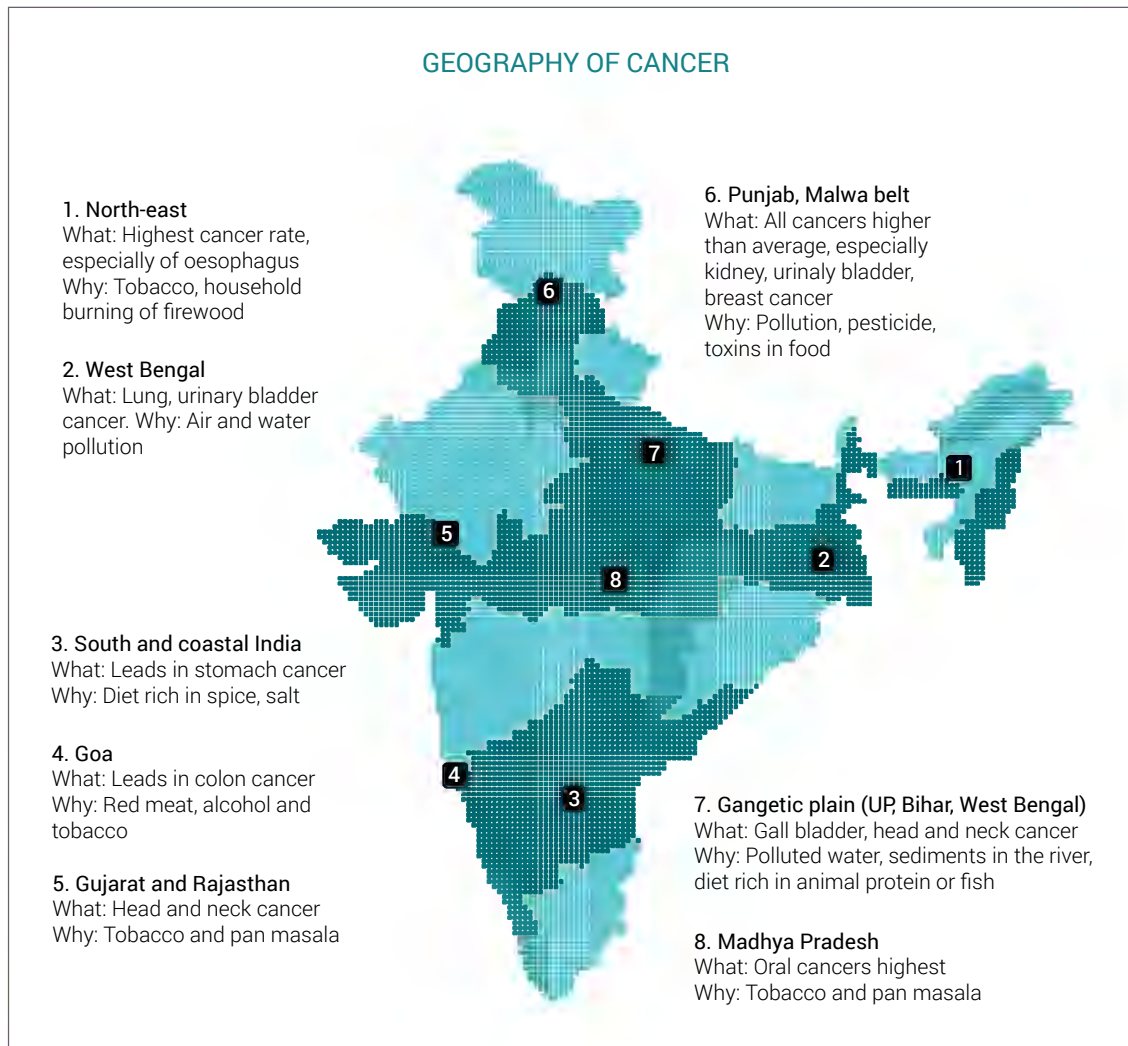 GEOGRAPHY OF CANCER
1. North-east
What: Highest cancer rate,
especially of oesophagus
Why: Tobacco, household
burning of firewood
2. West Bengal
What: Lung, urinary bladder
cancer. Why: Air and water
pollution
3. South and coastal India
What: Leads in stomach cancer
Why: Diet rich in spice, salt
4. Goa
What: Leads in colon cancer
Why: Red meat, alcohol and
tobacco
5. Gujarat and Rajasthan
What: Head and neck cancer
Why: Tobacco and pan masala
6. Punjab, Malwa belt
What: All cancers higher
than average, especially
kidney, urinaly bladder,
breast cancer
Why: Pollution, pesticide,
toxins in food
7. Gangetic plain (UP, Bihar, West Bengal)
What: Gall bladder, head and neck cancer
Why: Polluted water, sediments in the river,
diet rich in animal protein or fish
8. Madhya Pradesh
What: Oral cancers highest
Why: Tobacco and pan masala
6
7
1
5
2
8
4
3